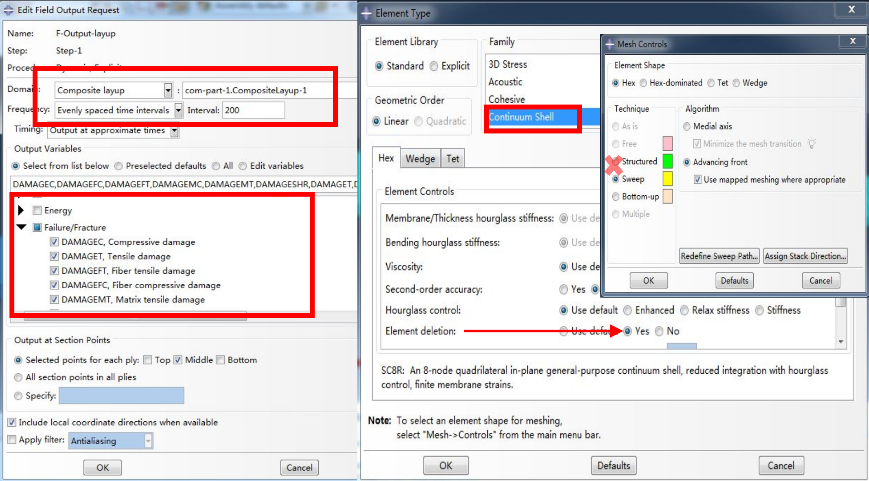 Edit Field Output Request
Name: F-Output-layup
Step: Step-1
Domain: Composite layup : com-part-1.CompositeLayup-1
Frequency: Evenly spaced time intervals Interval: 200
Timing: Output at approximate times
Output Variables
Select from list below Preselected defaults All Edit variables
DAMAGEC,DAMAGEFC,DAMAGEFT,DAMAGEMC,DAMAGEMT,DAMAGESHR,DAMAGET,D
Energy
Failure/Fracture
DAMAGEC, Compressive damage
DAMAGET, Tensile damage
DAMAGEFT, Fiber tensile damage
DAMAGEFC, Fiber compressive damage
DAMAGEMT, Matrix tensile damage
Output at Section Points
Selected points for each ply: Top Middle Bottom
All section points in all plies
Specify:
Include local coordinate directions when available
Apply filter: Antialiasing
OK Cancel
Element Type
X
Element Library
Standard Explicit
Geometric Order
Linear Quadratic
Family
3D Stress
Acoustic
Cohesive
Continuum Shell
Hex Wedge Tet
Element Controls
Membrane/Thickness hourglass stiffness: Use de
Bending hourglass stiffness: Use de
Viscosity: Use de
Second-order accuracy: Yes
Hourglass control: Use default Enhanced Relax stiffness Stiffness
Element deletion: Use default Yes No
SC8R: An 8-node quadrilateral in-plane general-purpose continuum shell, reduced integration with hourglass
control, finite membrane strains.
Note: To select an element shape for meshing,
select "Mesh->Controls" from the main menu bar.
OK Defaults Cancel
Mesh Controls
X
Element Shape
Hex Hex-dominated Tet Wedge
Technique
As is
Free
Structured
Sweep
Bottom-up
Multiple
Algorithm
Medial axis
Minimize the mesh transition
Advancing front
Use mapped meshing where appropriate
Redefine Sweep Path... Assign Stack Direction...
OK Defaults Cancel